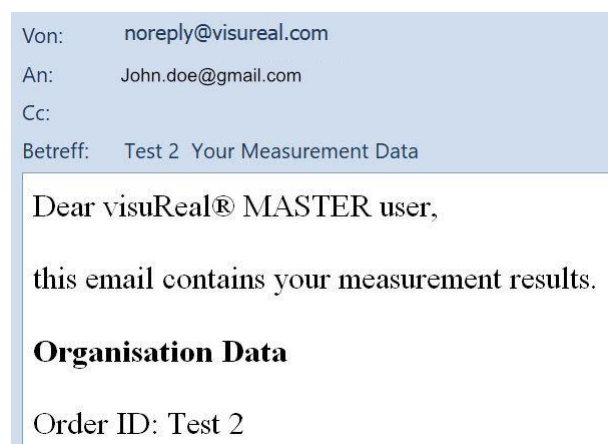 Von: noreply@visureal.com
An: John.doe@gmail.com
Cc:
Betreff: Test 2 Your Measurement Data
Dear visuReal® MASTER user,
this email contains your measurement results.
Organisation Data
Order ID: Test 2